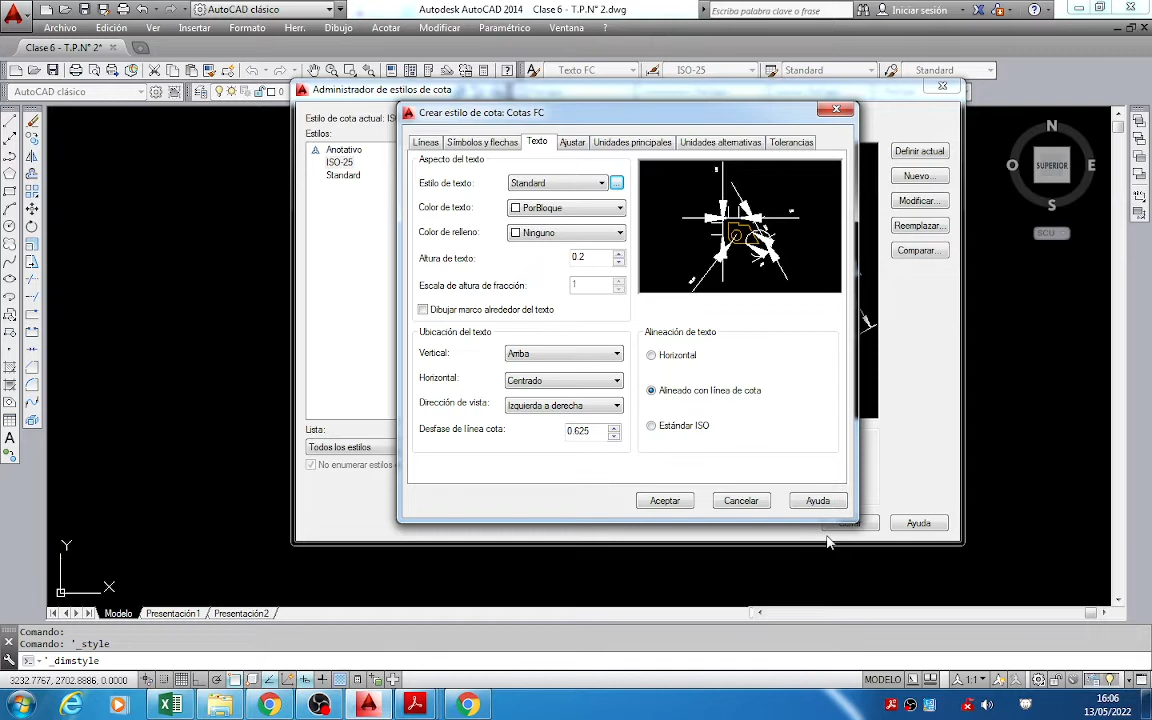 AutoCAD clásico
Autodesk AutoCAD 2014 Clase 6 - T.P.N° 2.dwg
Escriba palabra clave o frase
Iniciar sesión
Archivo Edición Ver Insertar Formato Herr. Dibujo Acotar Modificar Paramétrico Ventana ?
Clase 6 - T.P.N° 2*
Texto FC ISO-25 Standard Standard
AutoCAD clásico
0
Administrador de estilos de cota
Estilos:
Anotativo
ISO-25
Standard
Lista:
Todos los estilos
No enumerar estilos
Definir actual
Nuevo...
Modificar...
Reemplazar...
Comparar...
Ayuda
Crear estilo de cota: Cotas FC
Líneas Símbolos y flechas Texto Ajustar Unidades principales Unidades alternativas Tolerancias
Aspecto del texto
Estilo de texto: Standard ...
Color de texto: PorBloque
Color de relleno: Ninguno
Altura de texto: 0.2
Escala de altura de fracción: 1
Dibujar marco alrededor del texto
Ubicación del texto
Vertical: Arriba
Horizontal: Centrado
Dirección de vista: Izquierda a derecha
Desfase de línea cota: 0.625
Alineación de texto
Horizontal
Alineado con línea de cota
Estándar ISO
Aceptar Cancelar Ayuda
N
O SUPERIOR E
S
SCU
Y
X
Modelo Presentación1 Presentación2
Comando:
Comando: '_style
'_dimstyle
3232.7767, 2702.8886, 0.0000
MODELO 1:1
16:06
13/05/2022